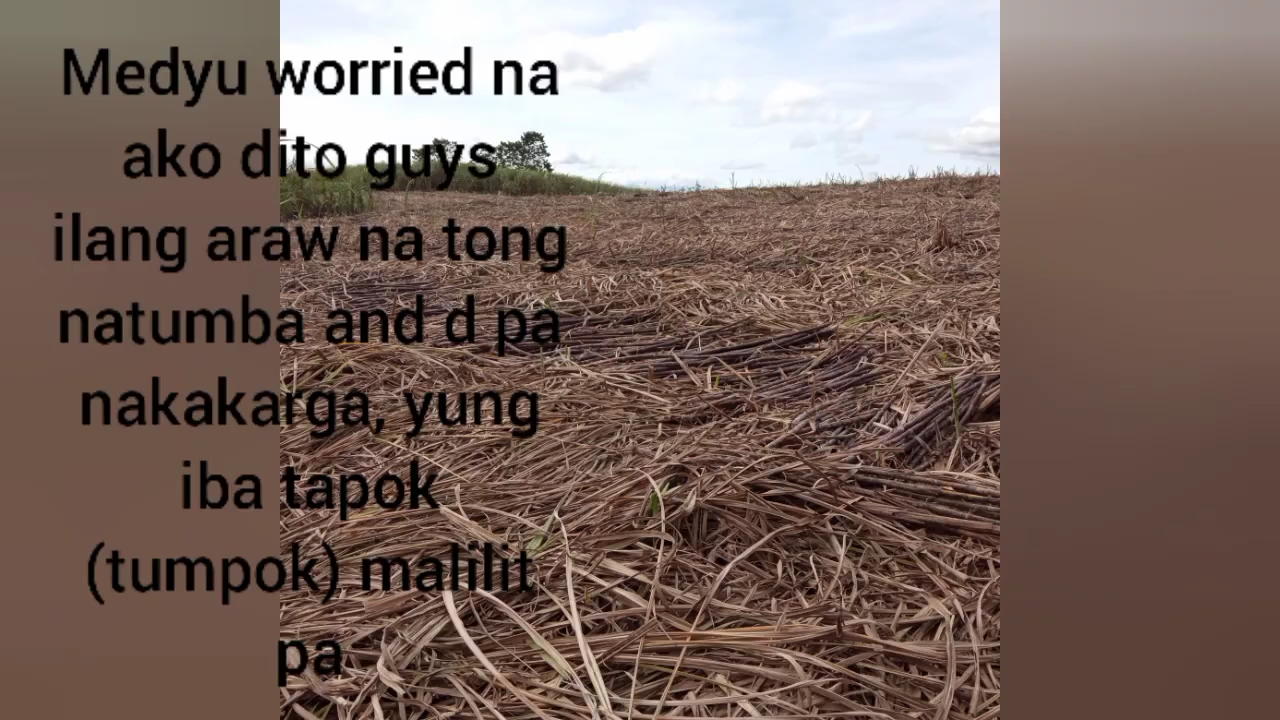 Medyu worried na
ako dito guys
ilang araw na tong
natumba and d pa
nakakarga, yung
iba tapok
(tumpok) malilit
pa